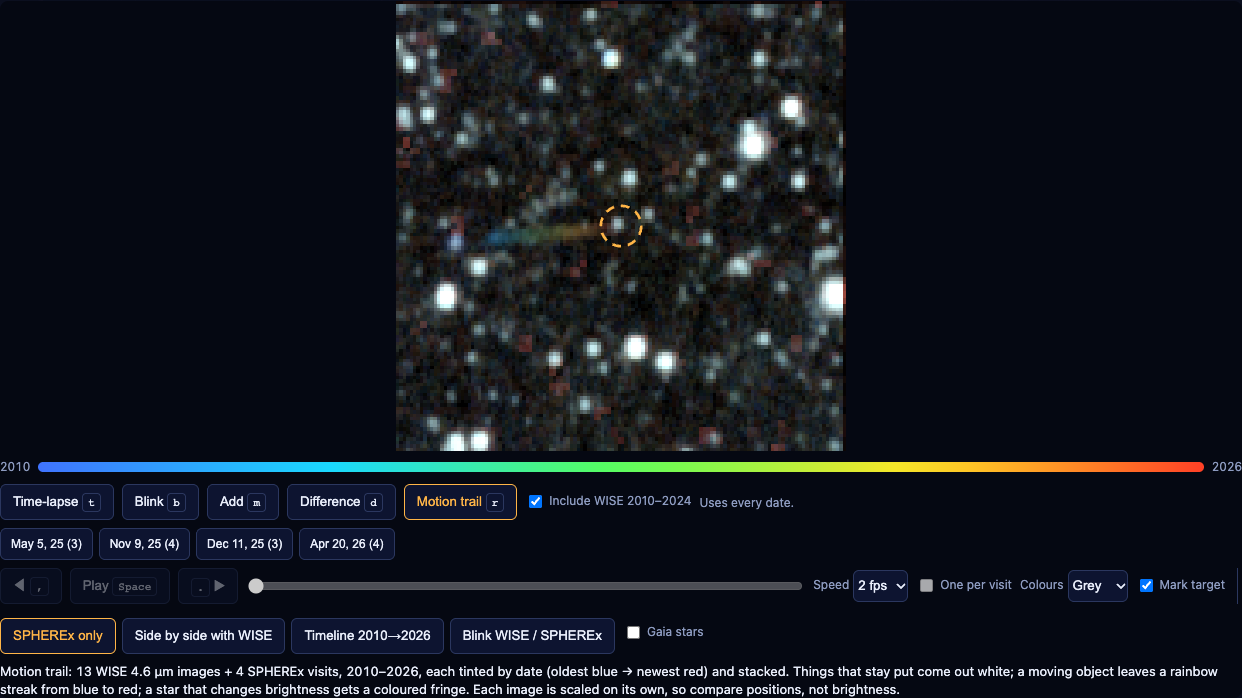 2010 2026
Time-lapse t Blink b Add m Difference d Motion trail r Include WISE 2010–2024 Uses every date.
May 5, 25 (3) Nov 9, 25 (4) Dec 11, 25 (3) Apr 20, 26 (4)
◀ , Play Space . ▶ Speed 2 fps One per visit Colours Grey Mark target
SPHEREx only Side by side with WISE Timeline 2010→2026 Blink WISE / SPHEREx Gaia stars
Motion trail: 13 WISE 4.6 µm images + 4 SPHEREx visits, 2010–2026, each tinted by date (oldest blue → newest red) and stacked. Things that stay put come out white; a moving object leaves a rainbow
streak from blue to red; a star that changes brightness gets a coloured fringe. Each image is scaled on its own, so compare positions, not brightness.